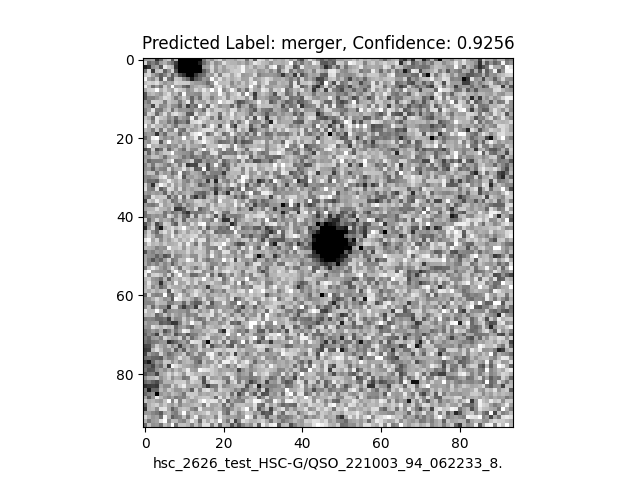 Predicted Label: merger, Confidence: 0.9256
0
20
40
60
80
0 20 40 60 80
hsc_2626_test_HSC-G/QSO_221003_94_062233_8.